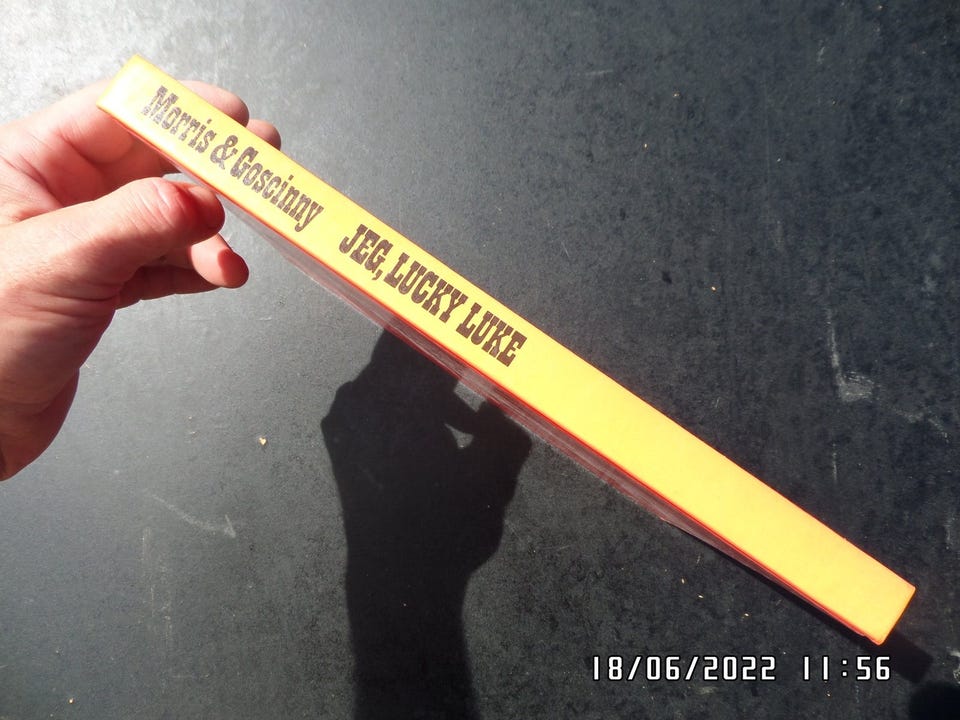 Morris & Goscinny JEG, LUCKY LUKE
18/06/2022 11:56